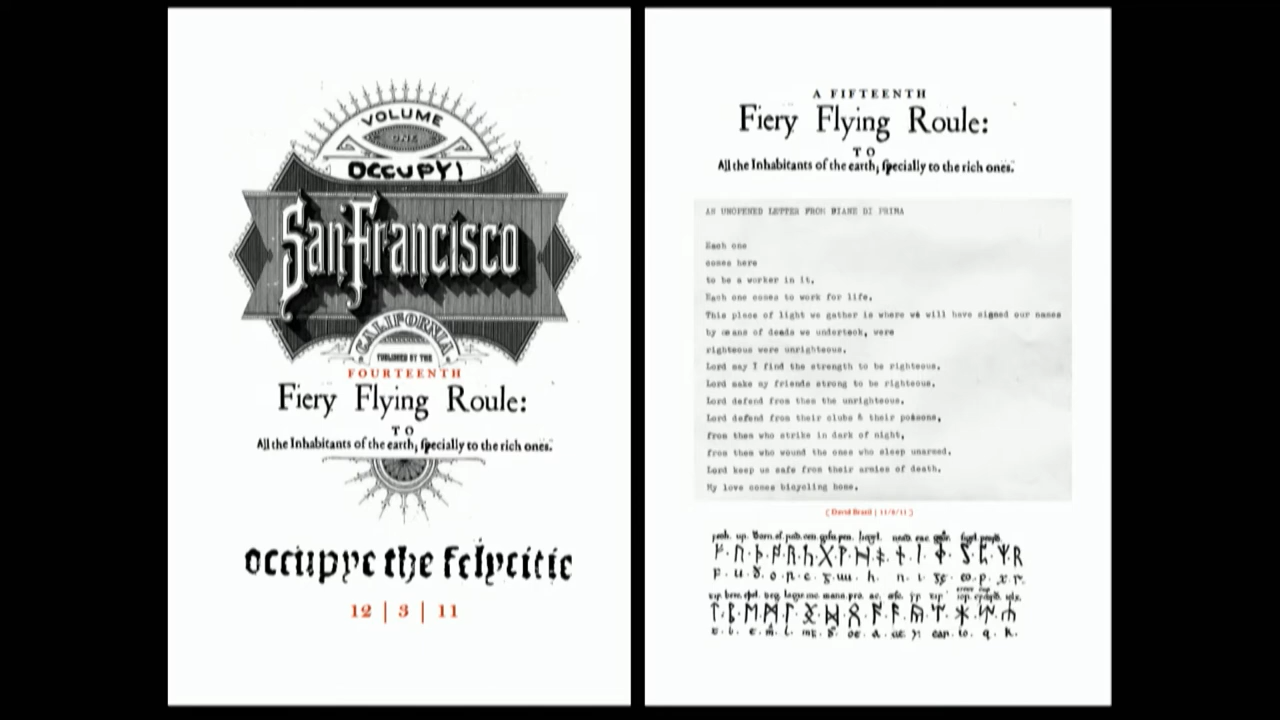 VOLUME
ONE
OCCUPY!
San Francisco
CALIFORNIA
PUBLISHED BY THE
FOURTEENTH
Fiery Flying Roule:
TO
All the Inhabitants of the earth; specially to the rich ones.
occupye the felycitie
12 | 3 | 11
A FIFTEENTH
Fiery Flying Roule:
TO
All the Inhabitants of the earth; specially to the rich ones.
AN UNOPENED LETTER FROM DIANE DI PRIMA
Each one
comes here
to be a worker in it.
Each one comes to work for life.
This place of light we gather is where we will have signed our names
by means of deeds we undertook, were
righteous were unrighteous.
Lord may I find the strength to be righteous.
Lord make my friends strong to be righteous.
Lord defend from them the unrighteous.
Lord defend from their clubs & their poisons,
from them who strike in dark of night,
from them who wound the ones who sleep unarmed.
Lord keep us safe from their armies of death.
My love comes bicycling home.
( David Brazil | 11/9/11 )